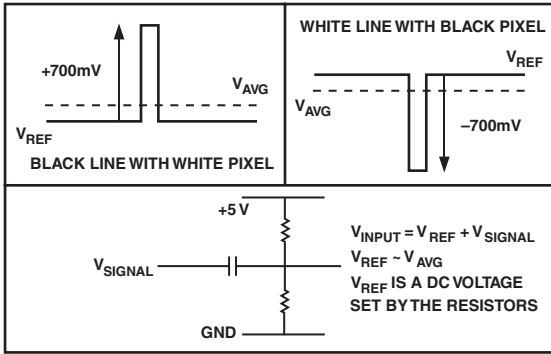 +700mV
V_AVG
V_REF
BLACK LINE WITH WHITE PIXEL
WHITE LINE WITH BLACK PIXEL
V_REF
V_AVG
–700mV
+5 V
V_SIGNAL
GND
V_INPUT = V_REF + V_SIGNAL
V_REF ~ V_AVG
V_REF IS A DC VOLTAGE
SET BY THE RESISTORS